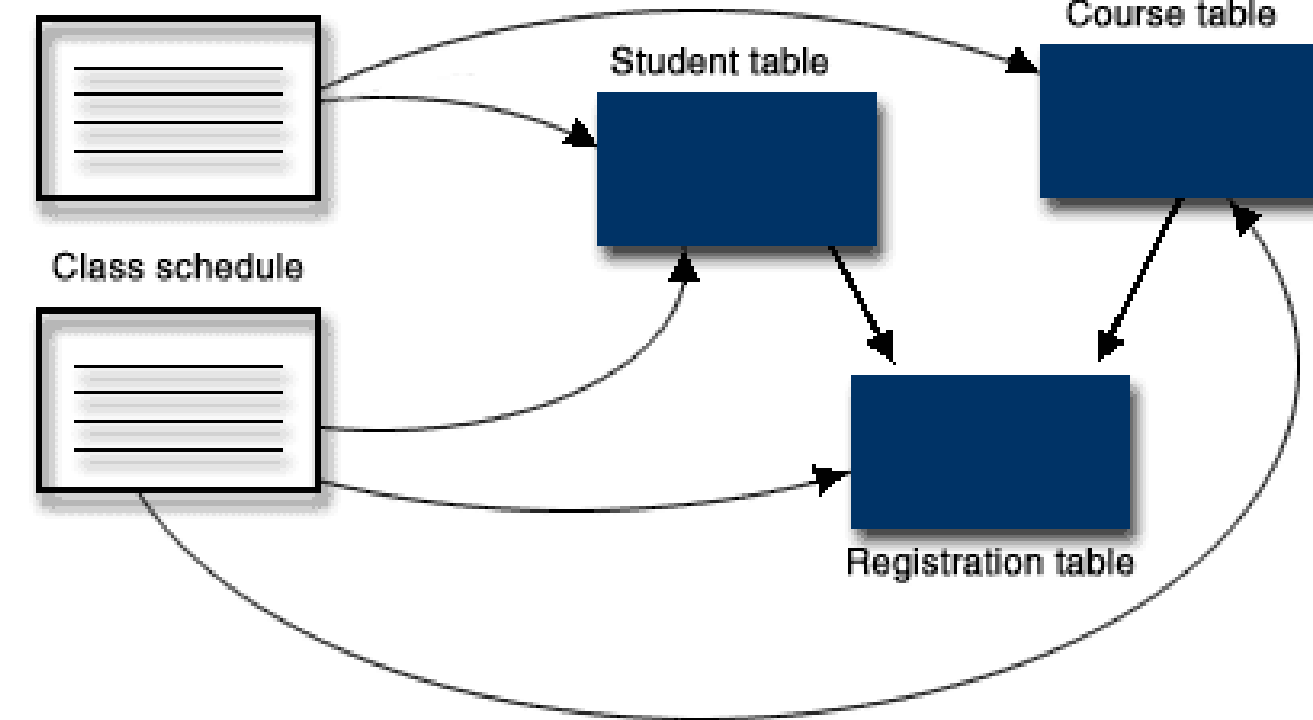 Course table
Student table
Class schedule
Registration table